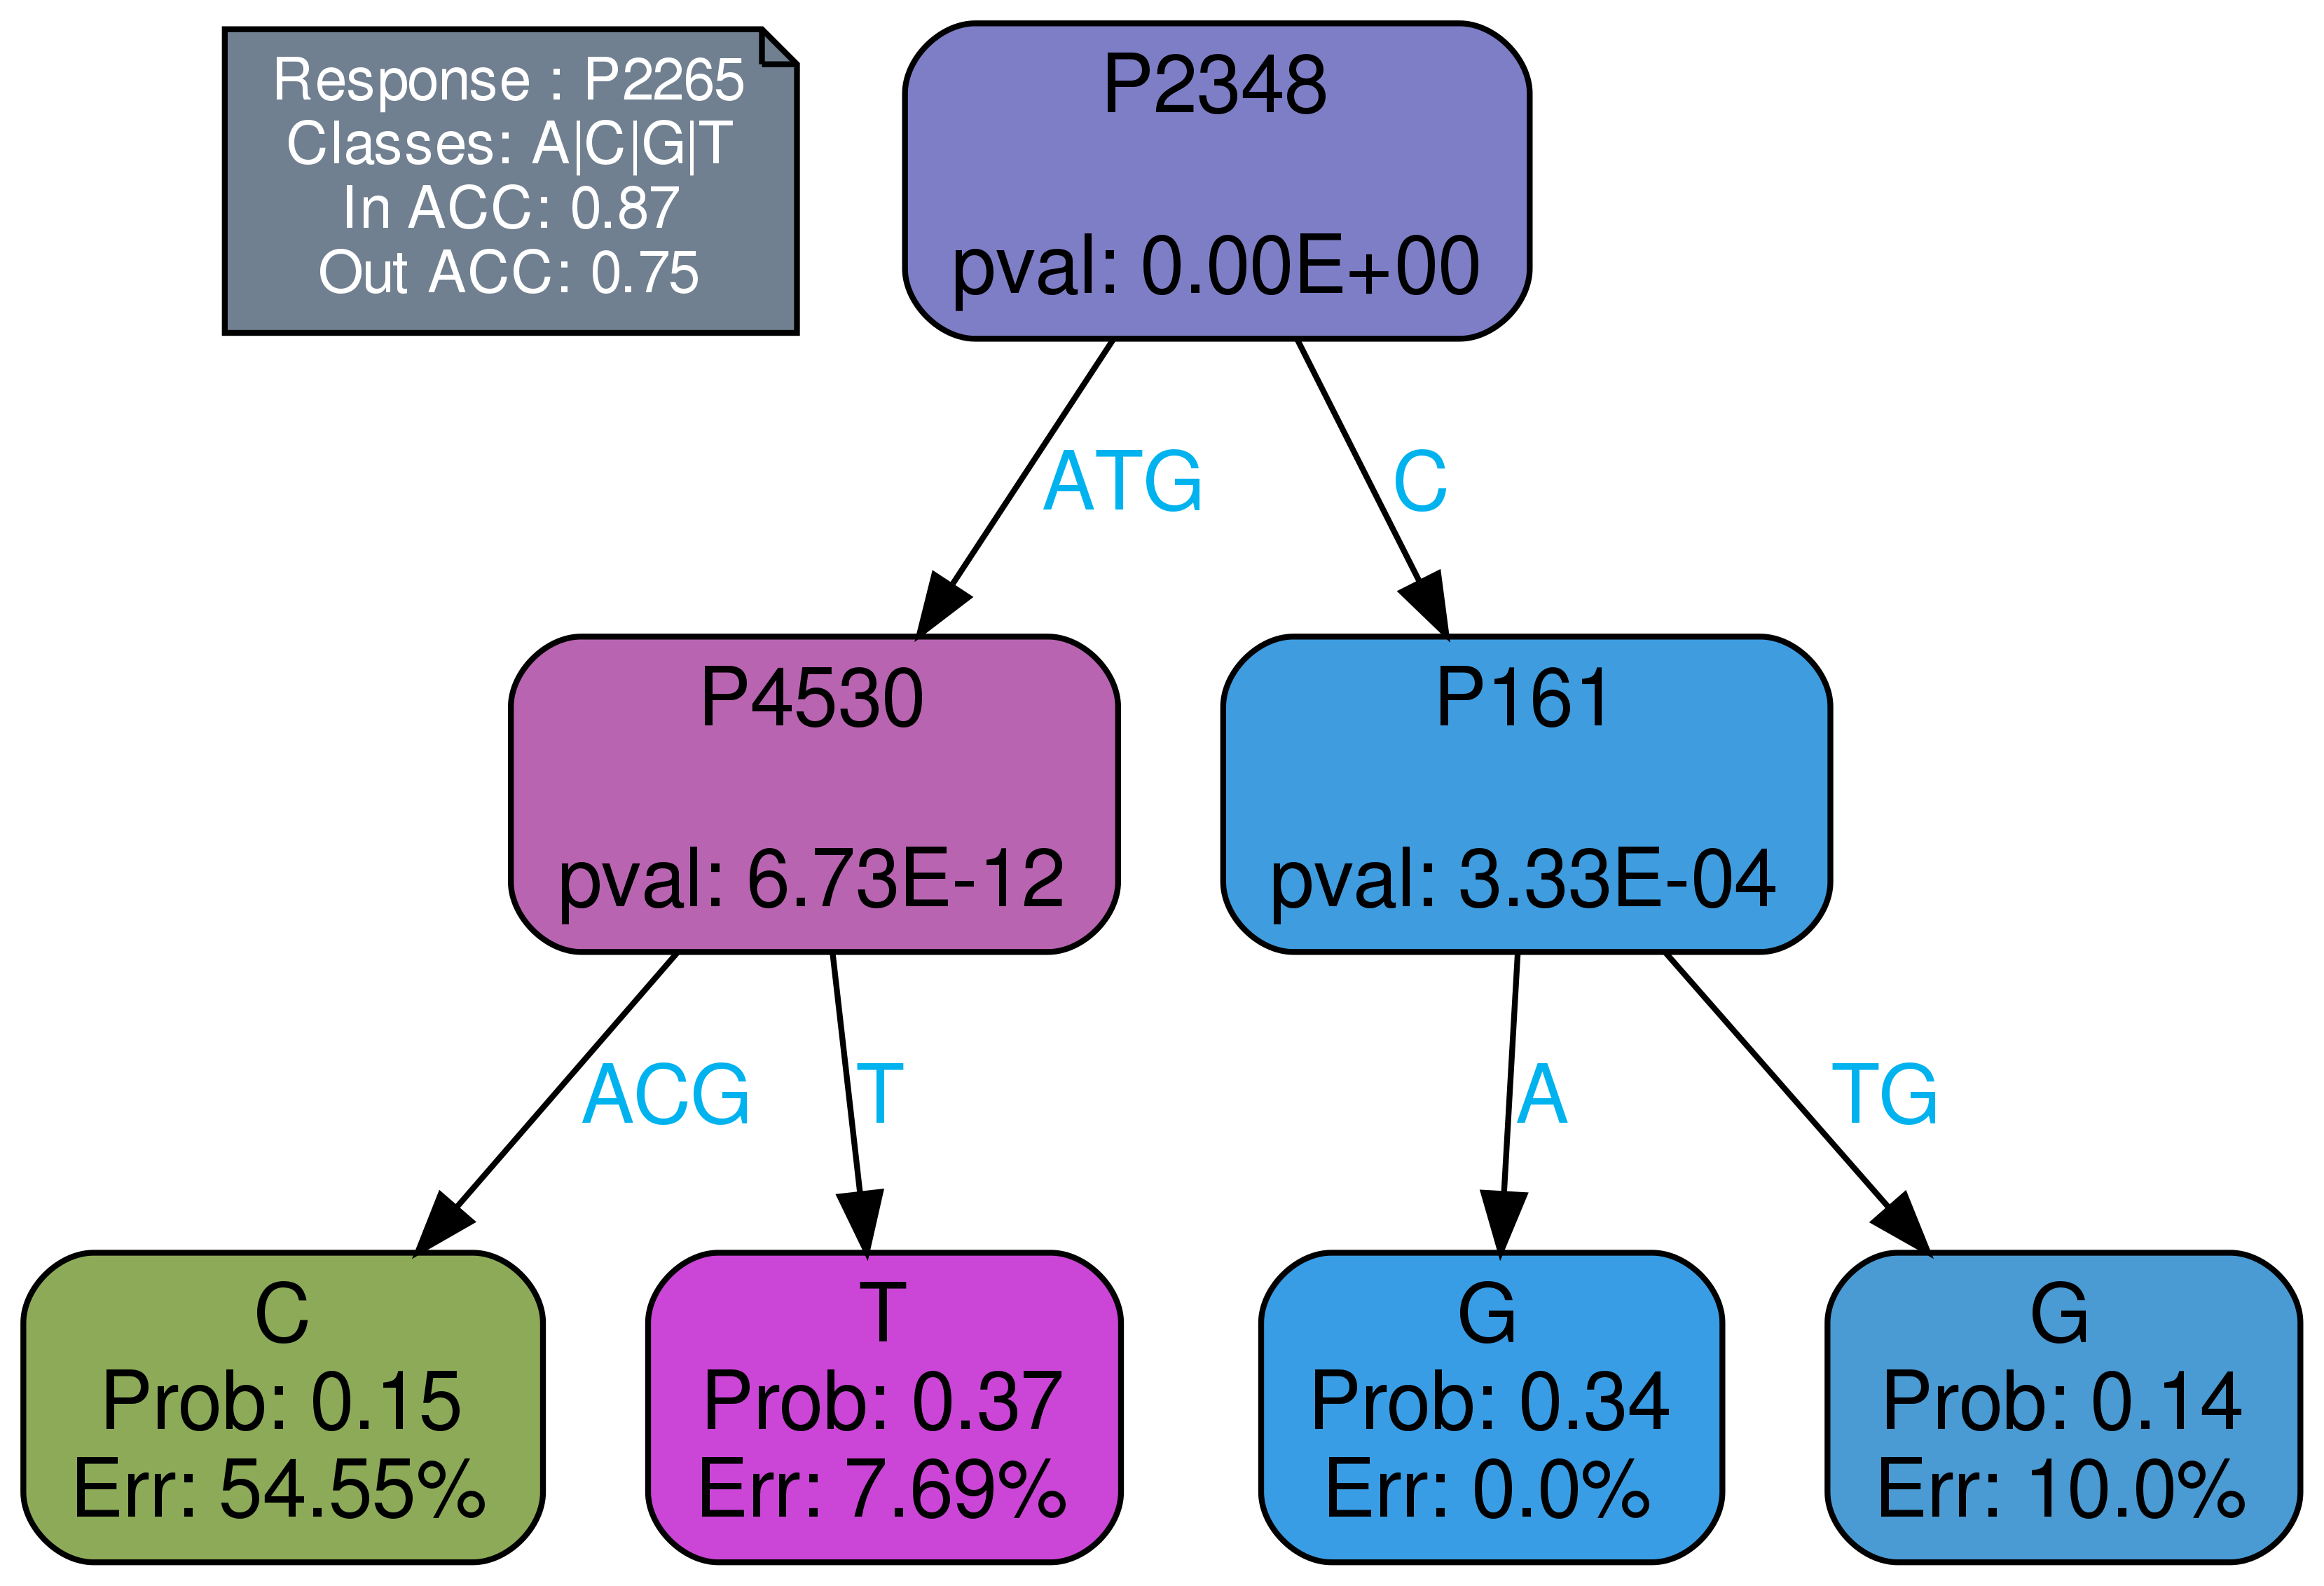 Response : P2265
Classes: A|C|G|T
In ACC: 0.87
Out ACC: 0.75
P2348
pval: 0.00E+00
ATG
C
P4530
pval: 6.73E-12
P161
pval: 3.33E-04
ACG
T
A
TG
C
Prob: 0.15
Err: 54.55%
T
Prob: 0.37
Err: 7.69%
G
Prob: 0.34
Err: 0.0%
G
Prob: 0.14
Err: 10.0%